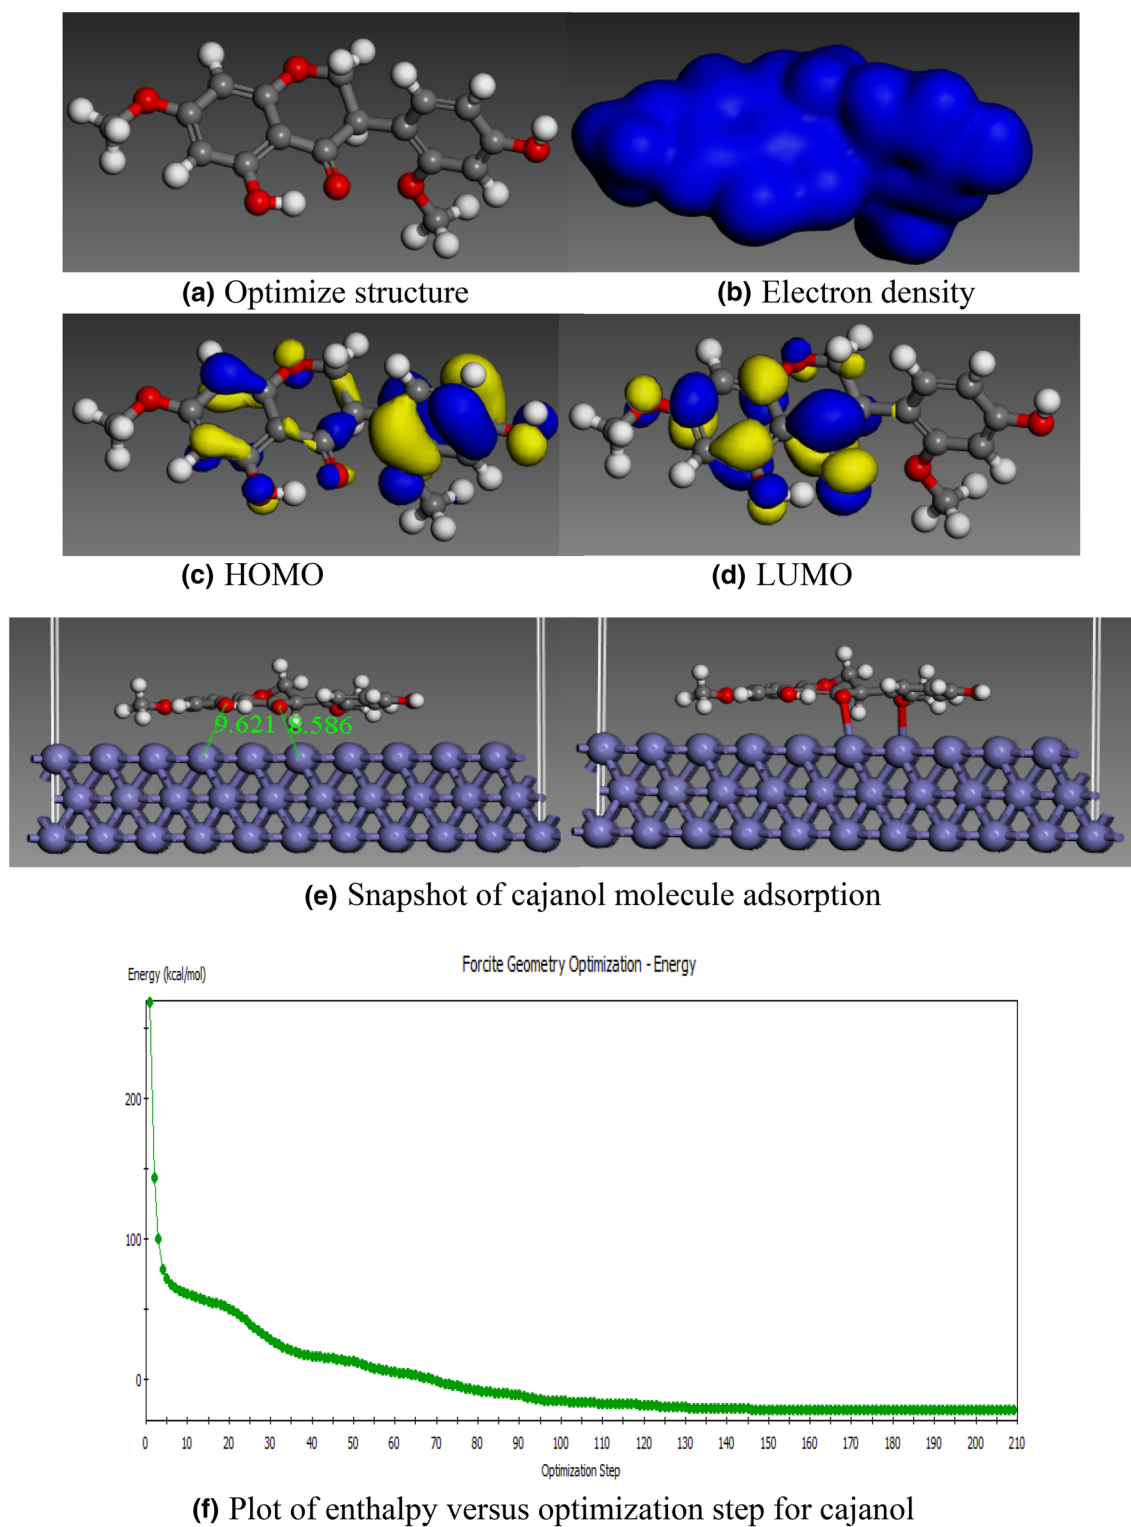 (a) Optimize structure
(b) Electron density
(c) HOMO
(d) LUMO
9.621 8.586
(e) Snapshot of cajanol molecule adsorption
Forcite Geometry Optimization - Energy
Energy (kcal/mol)
200
100
0
0 10 20 30 40 50 60 70 80 90 100 110 120 130 140 150 160 170 180 190 200 210
Optimization Step
(f) Plot of enthalpy versus optimization step for cajanol